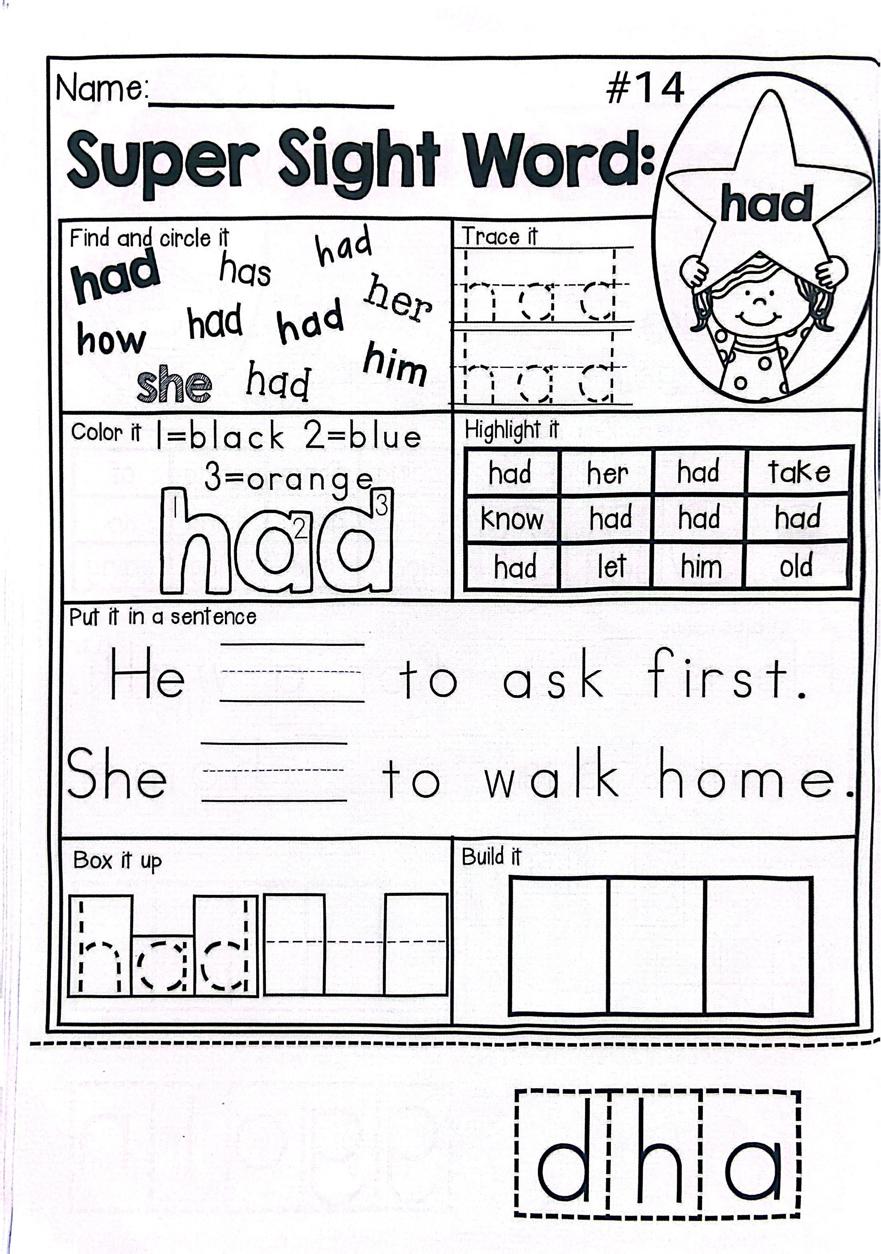 Name: #14
Super Sight Word:
had
Find and circle it
had has had
her
how had had
him
she had
Trace it
had
had
Color it 1=black 2=blue
3=orange
had
1 2 3
Highlight it
had her had take
know had had had
had let him old
Put it in a sentence
He to ask first.
She to walk home.
Box it up
had
Build it
d h a